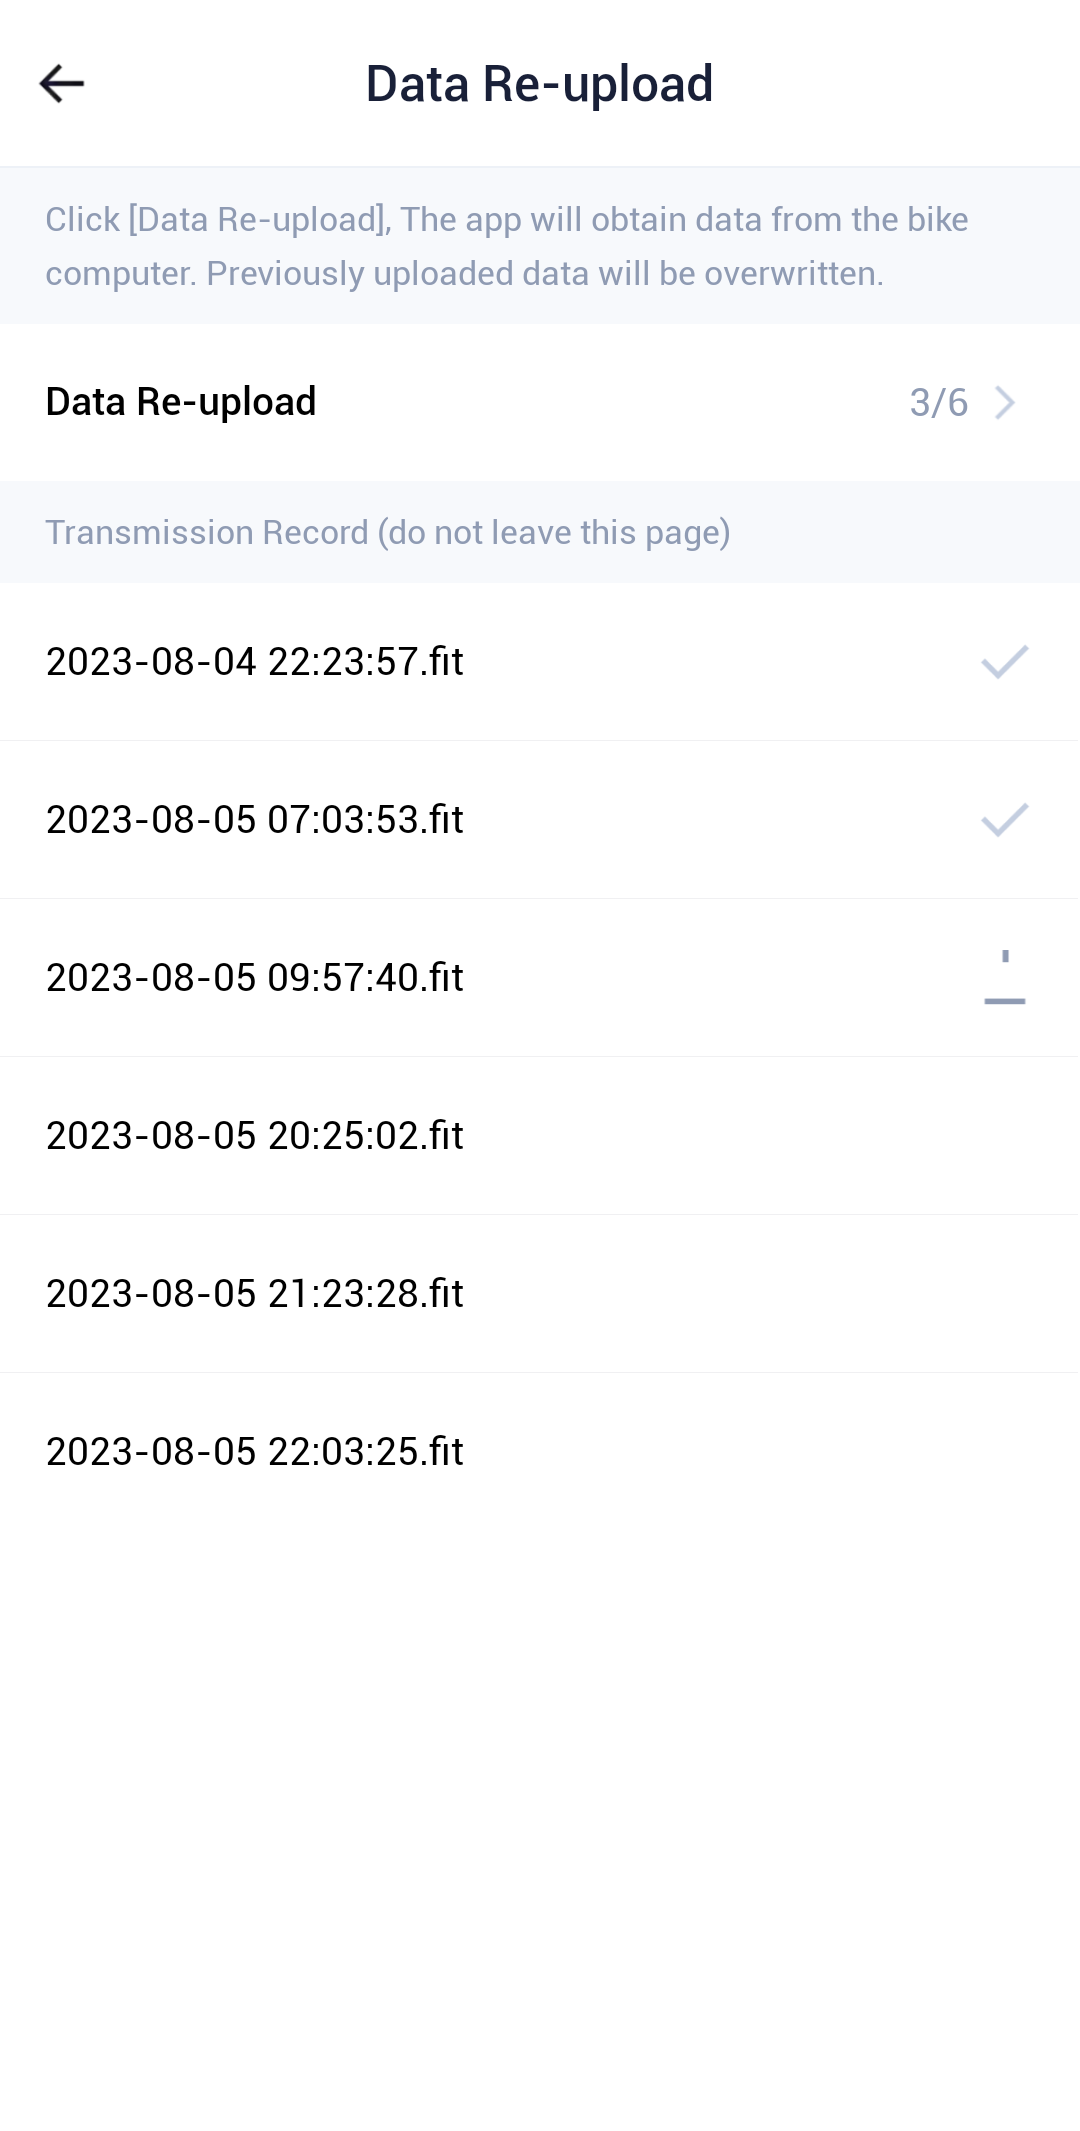 Data Re-upload
Click [Data Re-upload], The app will obtain data from the bike
computer. Previously uploaded data will be overwritten.
Data Re-upload 3/6
Transmission Record (do not leave this page)
2023-08-04 22:23:57.fit
2023-08-05 07:03:53.fit
2023-08-05 09:57:40.fit
2023-08-05 20:25:02.fit
2023-08-05 21:23:28.fit
2023-08-05 22:03:25.fit